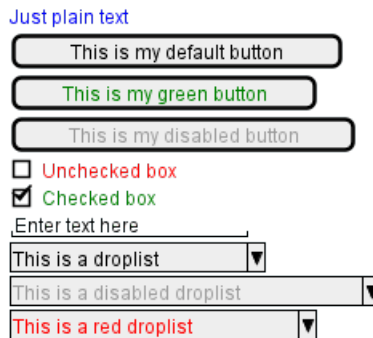 Just plain text
This is my default button
This is my green button
This is my disabled button
Unchecked box
Checked box
Enter text here
This is a droplist
This is a disabled droplist
This is a red droplist